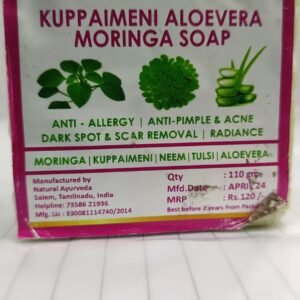 KUPPAIMENI ALOEVERA
MORINGA SOAP
ANTI - ALLERGY | ANTI-PIMPLE & ACNE
DARK SPOT & SCAR REMOVAL | RADIANCE
MORINGA | KUPPAIMENI | NEEM | TULSI | ALOEVERA
Manufactured by
Natural Ayurveda
Salem, Tamilnadu, India
Helpline: 73586 21936
Mfg. Lic : 330081114740/2014
Qty : 110 gm
Mfd.Date : APRIL 24
MRP : Rs.120 /-
Best before 2 years From